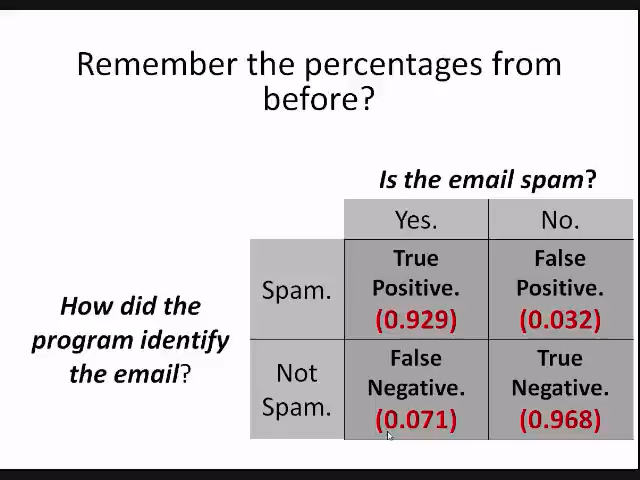 Remember the percentages from
before?
Is the email spam?
Yes.
No.
How did the
program identify
the email?
Spam.
True
Positive.
(0.929)
False
Positive.
(0.032)
Not
Spam.
False
Negative.
(0.071)
True
Negative.
(0.968)